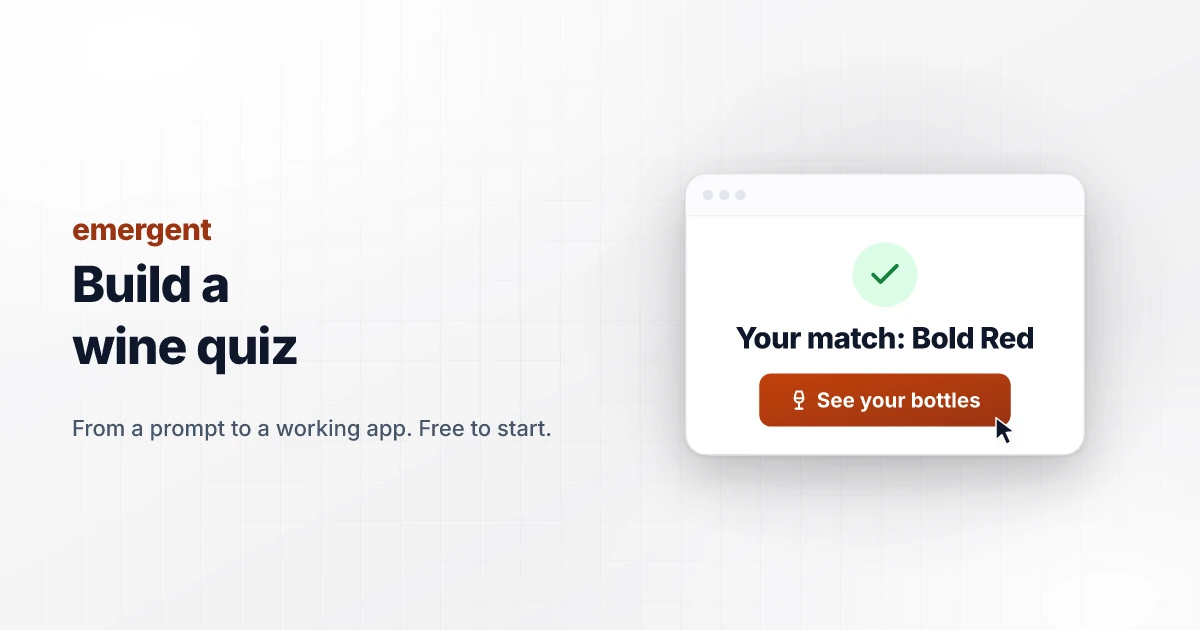 emergent
Build a
wine quiz
From a prompt to a working app. Free to start.
Your match: Bold Red
See your bottles